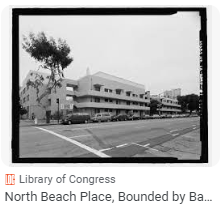 Library of Congress
North Beach Place, Bounded by Ba...